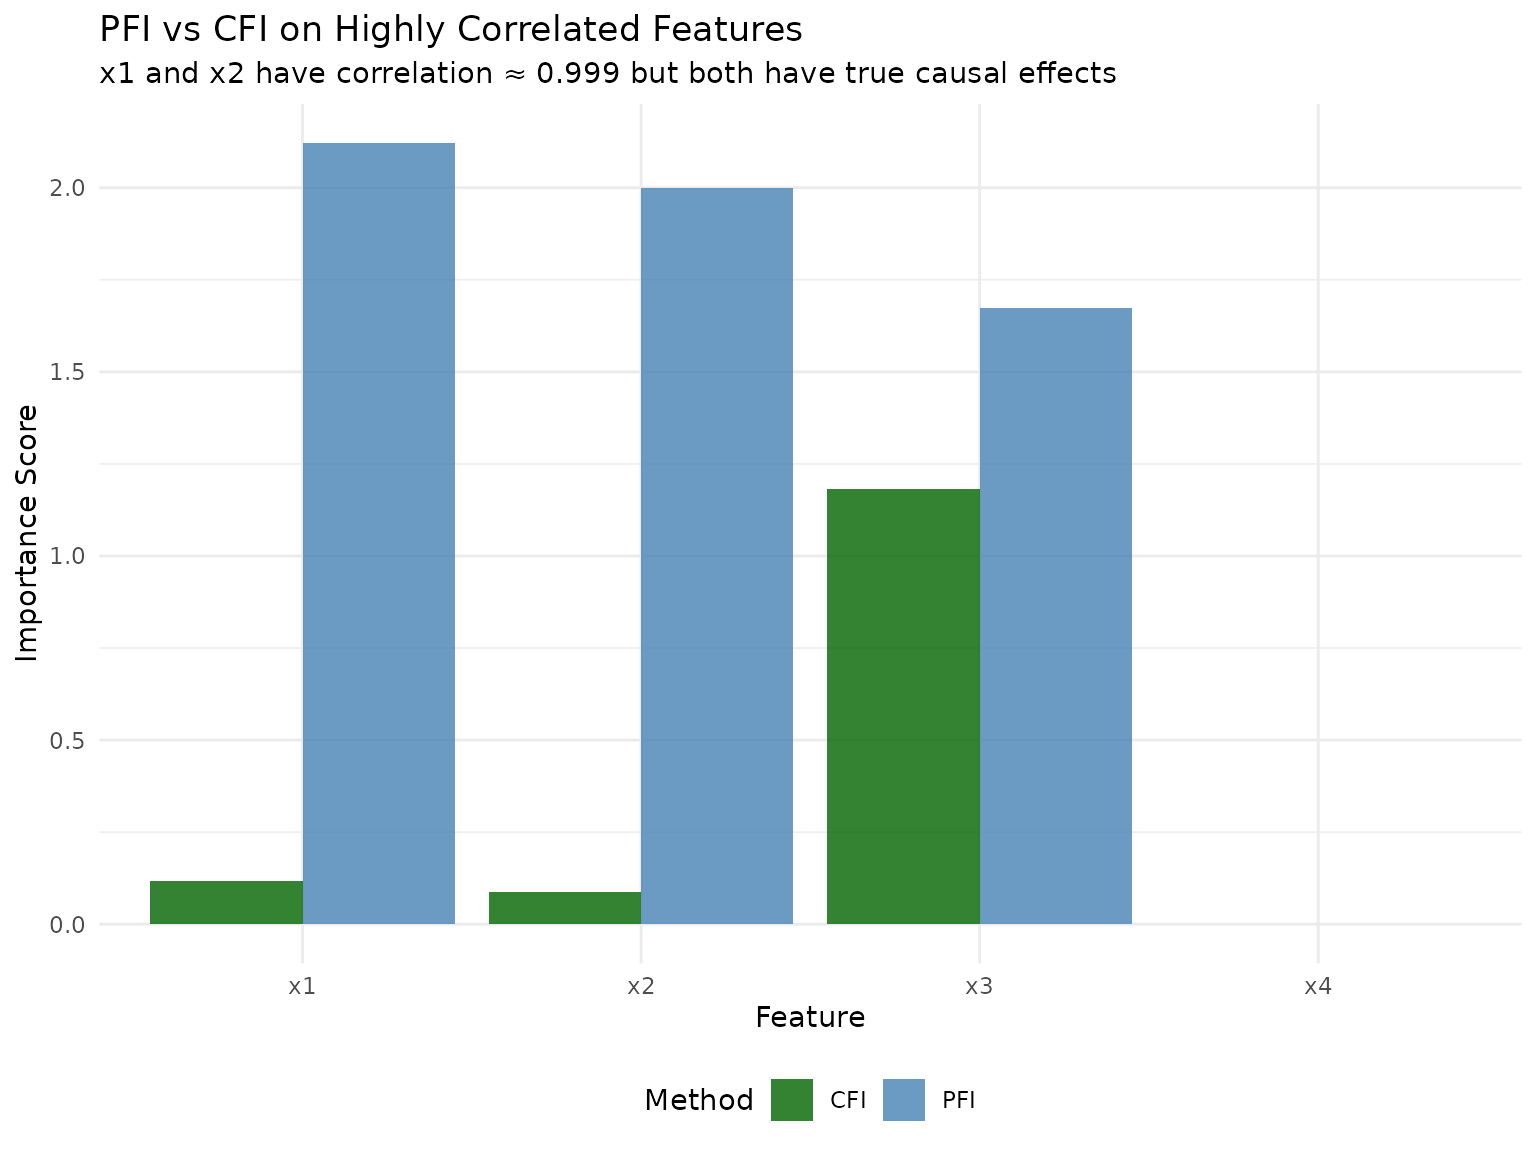 PFI vs CFI on Highly Correlated Features
x1 and x2 have correlation ≈ 0.999 but both have true causal effects
Importance Score
2.0
1.5
1.0
0.5
0.0
x1 x2 x3 x4
Feature
Method CFI PFI